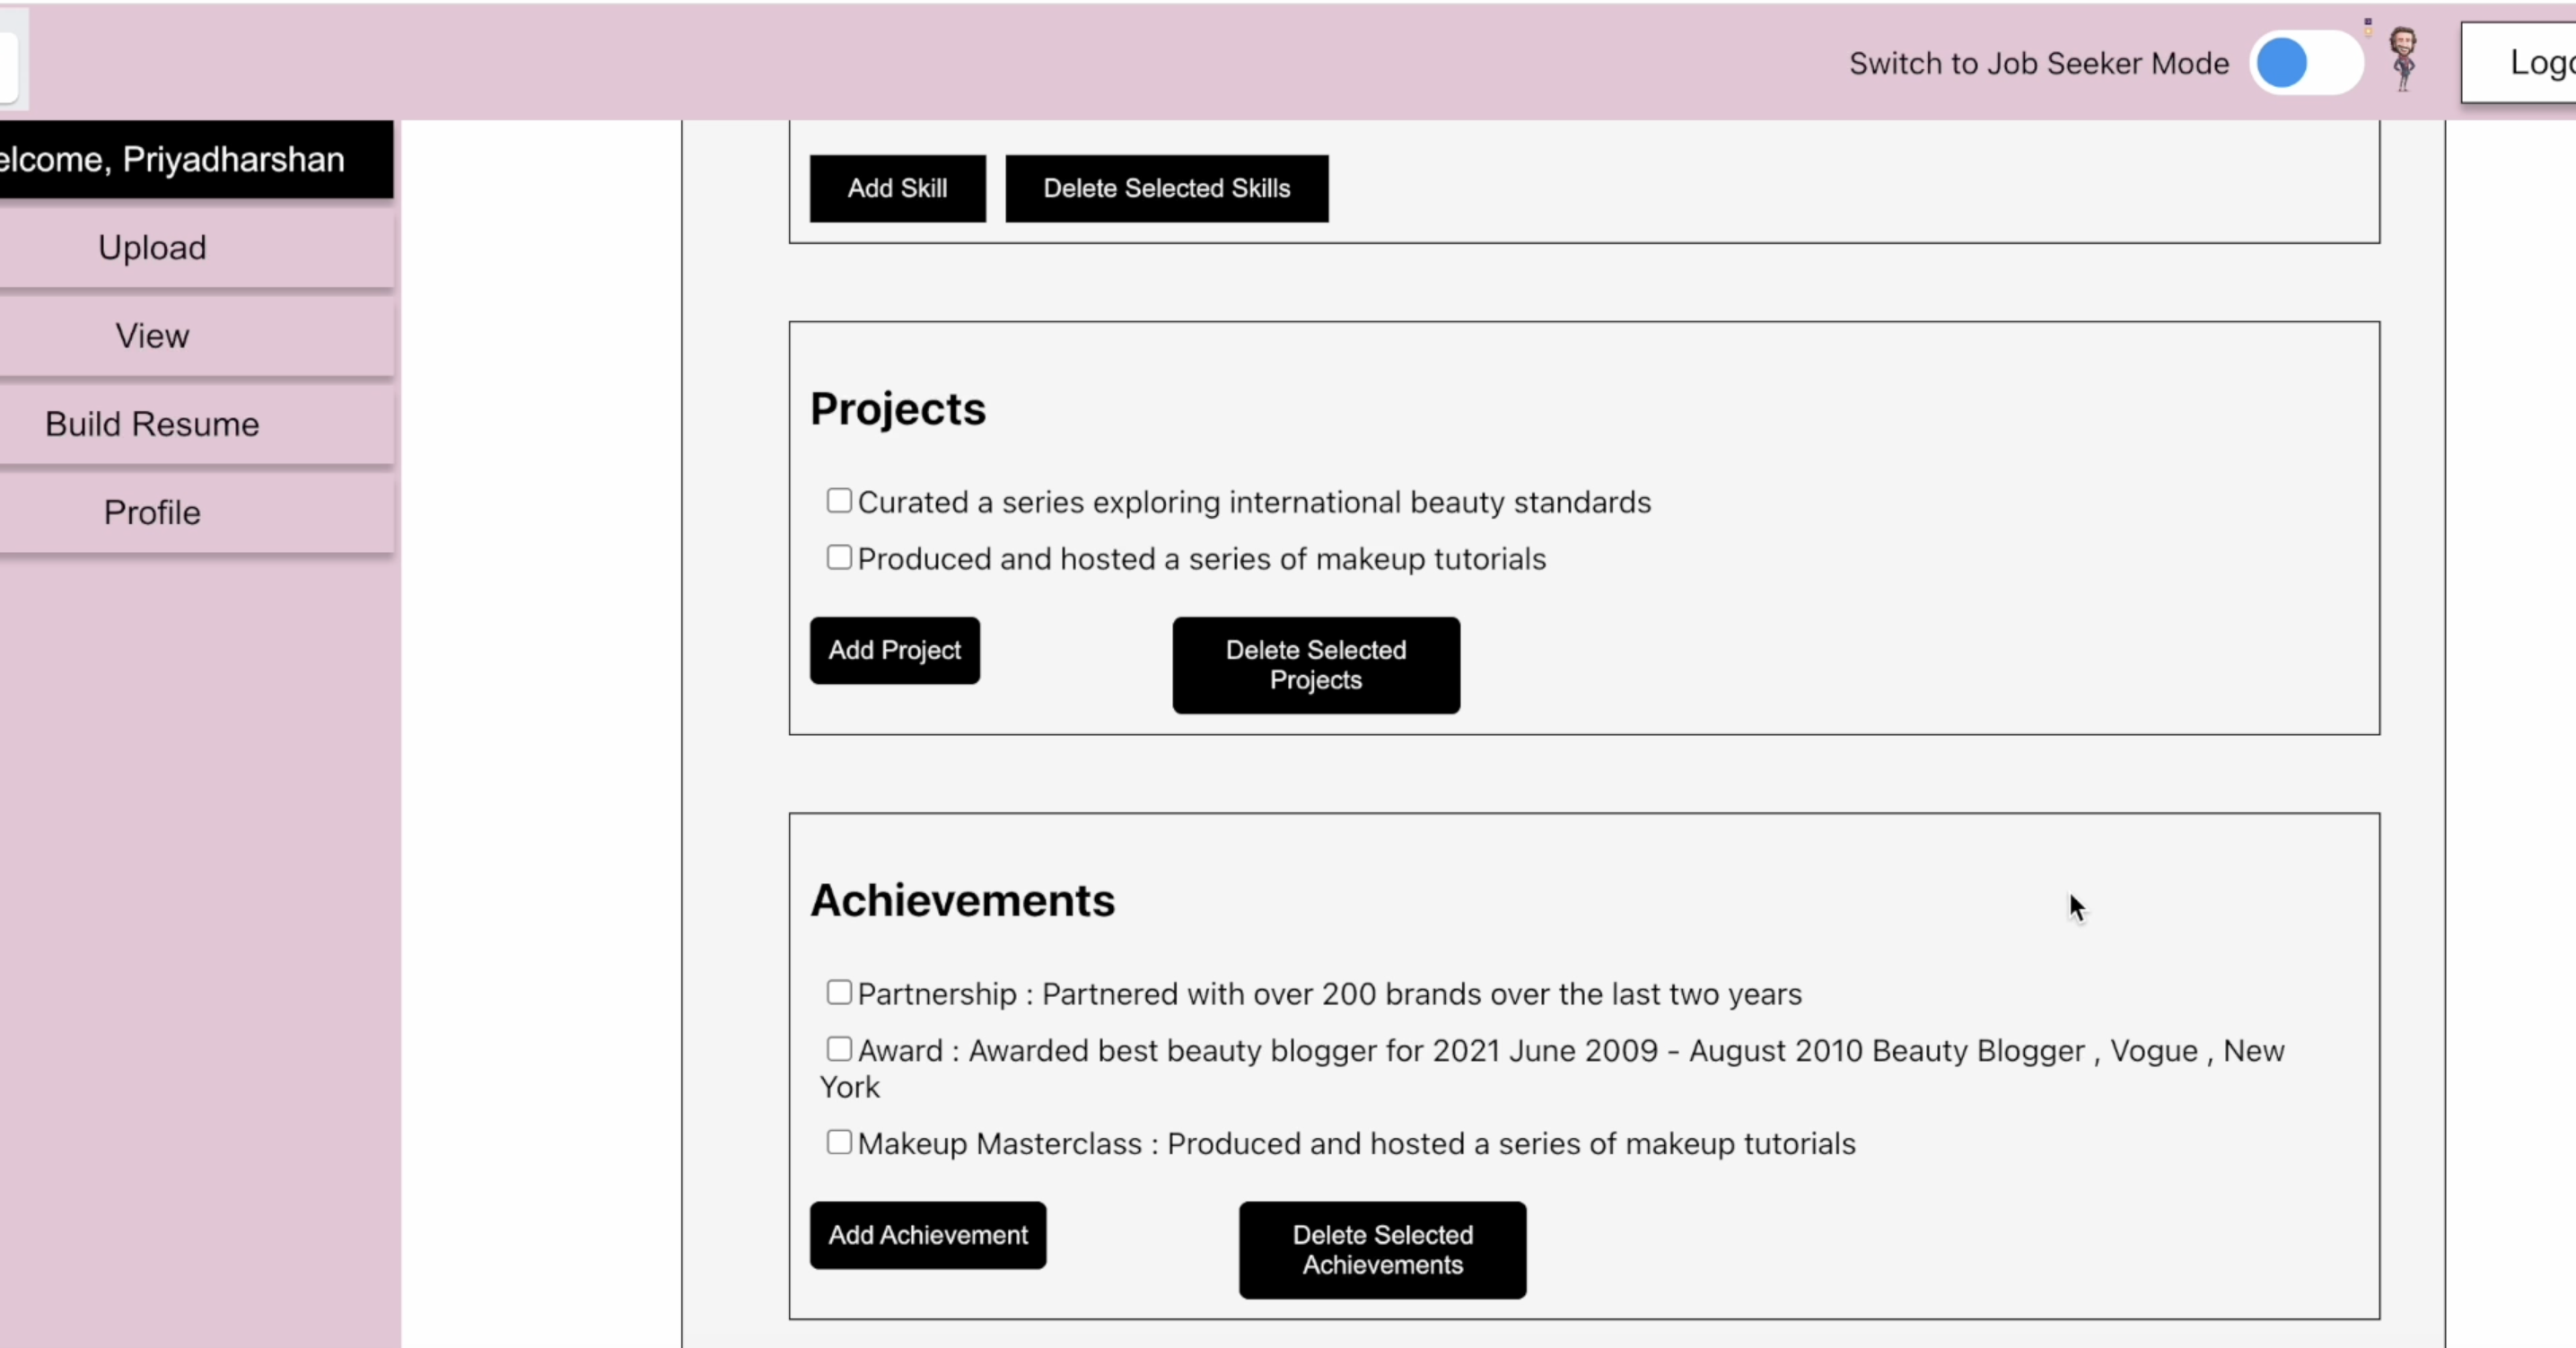 Switch to Job Seeker Mode
elcome, Priyadharshan
Upload
View
Build Resume
Profile
Add Skill
Delete Selected Skills
Projects
Curated a series exploring international beauty standards
Produced and hosted a series of makeup tutorials
Add Project
Delete Selected
Projects
Achievements
Partnership : Partnered with over 200 brands over the last two years
Award : Awarded best beauty blogger for 2021 June 2009 - August 2010 Beauty Blogger , Vogue , New
York
Makeup Masterclass : Produced and hosted a series of makeup tutorials
Add Achievement
Delete Selected
Achievements